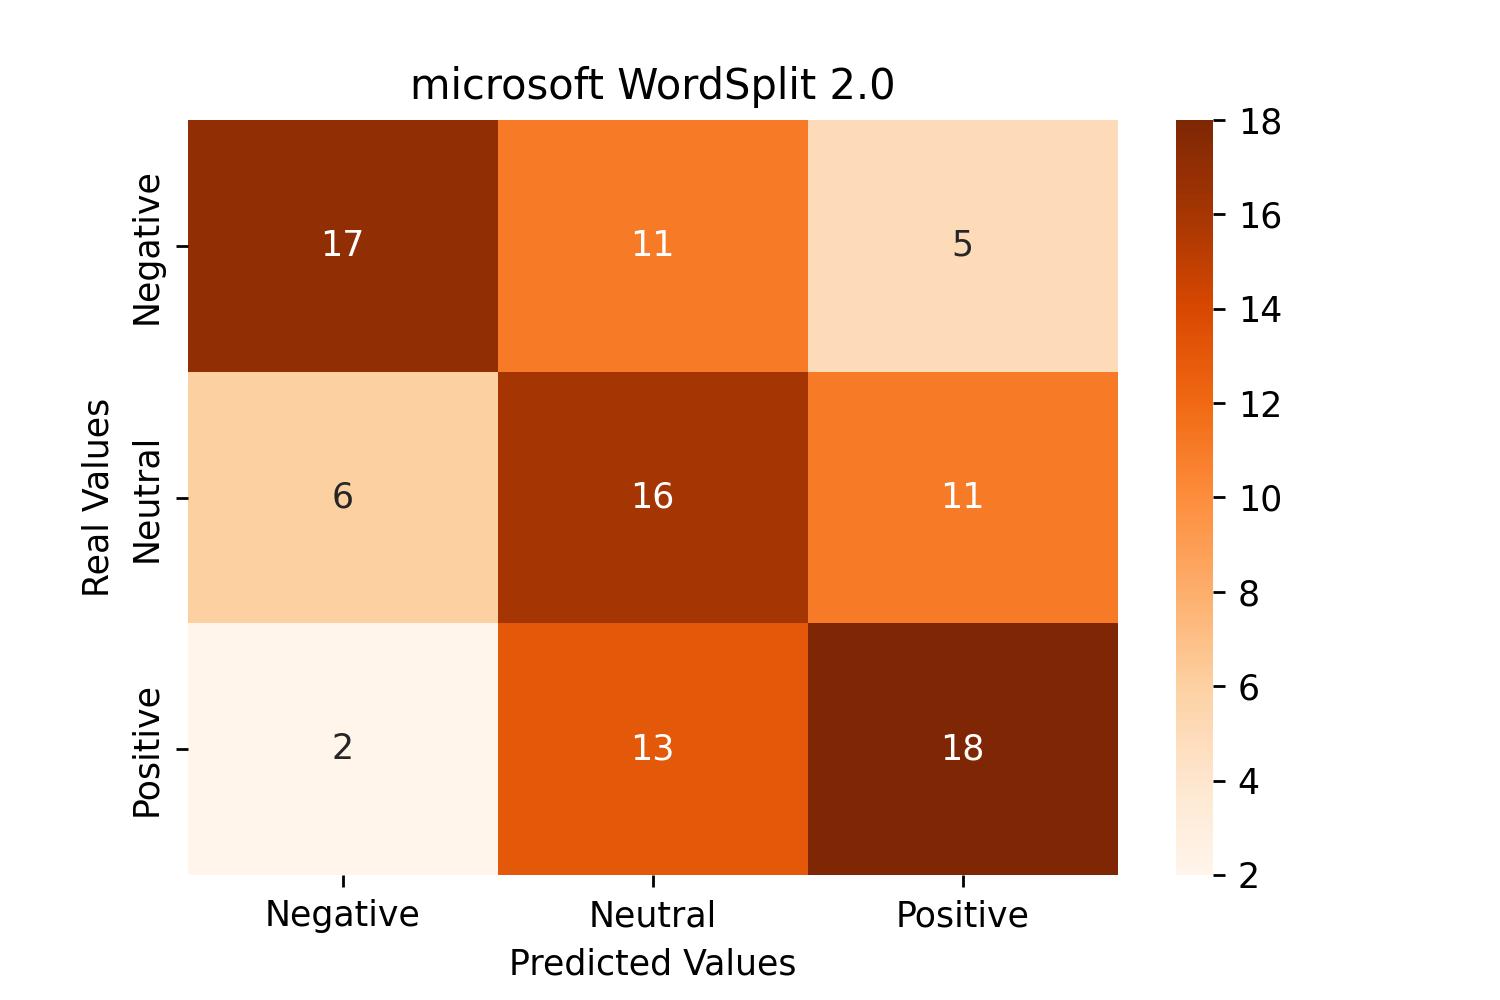 microsoft WordSplit 2.0
Real Values
Negative
17 11 5
Neutral
6 16 11
Positive
2 13 18
Negative Neutral Positive
Predicted Values
18
16
14
12
10
8
6
4
2